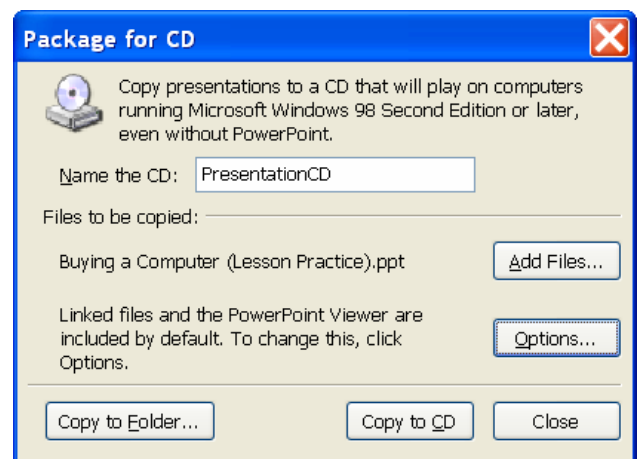 Package for CD
Copy presentations to a CD that will play on computers
running Microsoft Windows 98 Second Edition or later,
even without PowerPoint.
Name the CD: PresentationCD
Files to be copied:
Buying a Computer (Lesson Practice).ppt Add Files...
Linked files and the PowerPoint Viewer are
included by default. To change this, click
Options.
Options...
Copy to Folder... Copy to CD Close